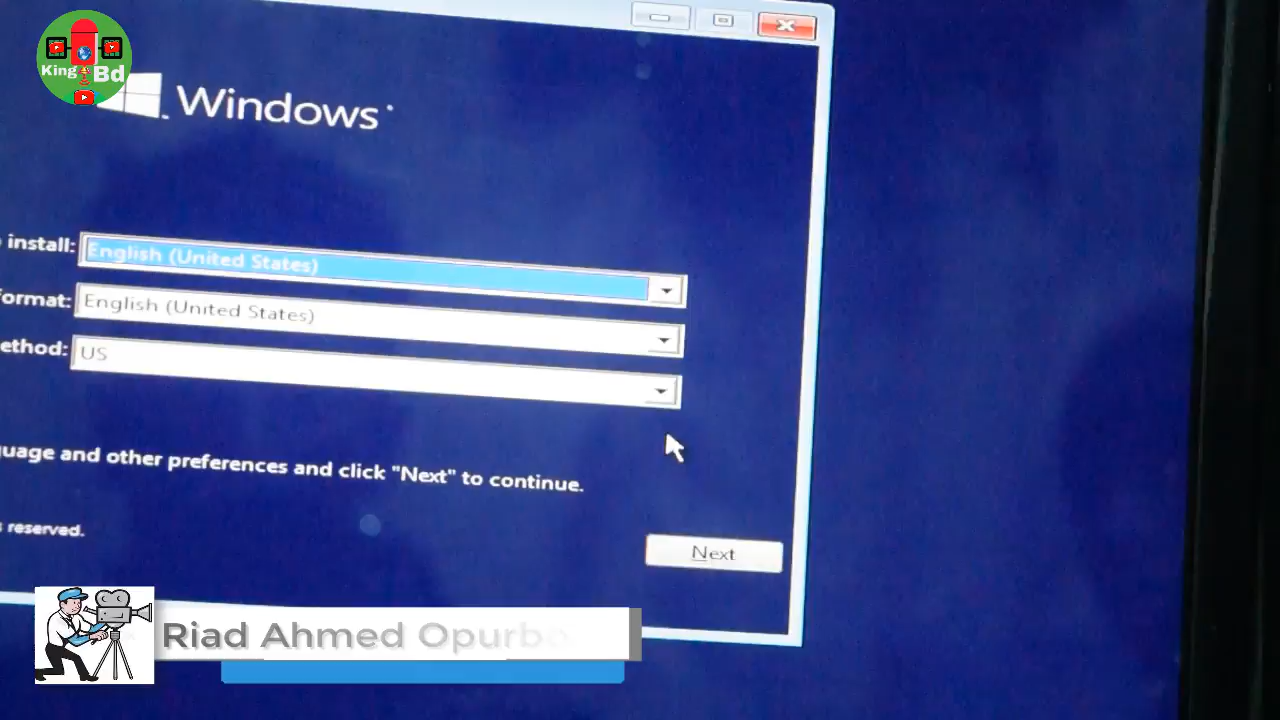 King Bd
Windows
install: English (United States)
format: English (United States)
ethod: US
uage and other preferences and click "Next" to continue.
reserved.
Next
Riad Ahmed Opurbo